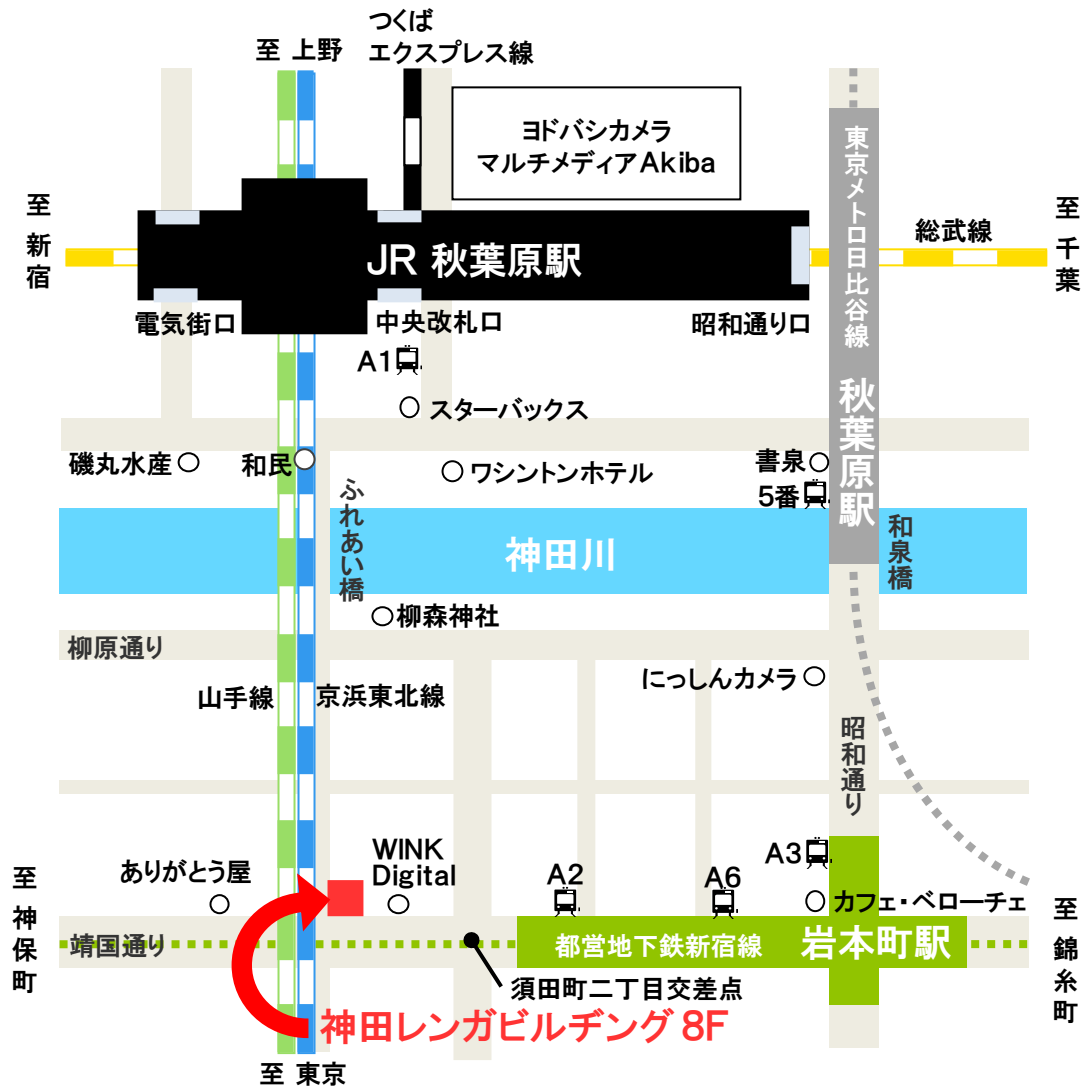 つくば
エクスプレス線
至 上野
ヨドバシカメラ
マルチメディアAkiba
至 新宿
JR 秋葉原駅
東京メトロ日比谷線 秋葉原駅
総武線
至 千葉
電気街口
中央改札口
昭和通り口
A1
スターバックス
磯丸水産
和民
ワシントンホテル
書泉
5番
ふれあい橋
神田川
和泉橋
柳森神社
柳原通り
にっしんカメラ
山手線
京浜東北線
昭和通り
至 神保町
ありがとう屋
WINK
Digital
A2
A6
A3
カフェ・ベローチェ
靖国通り
都営地下鉄新宿線 岩本町駅
至 錦糸町
須田町二丁目交差点
神田レンガビルヂング 8F
至 東京